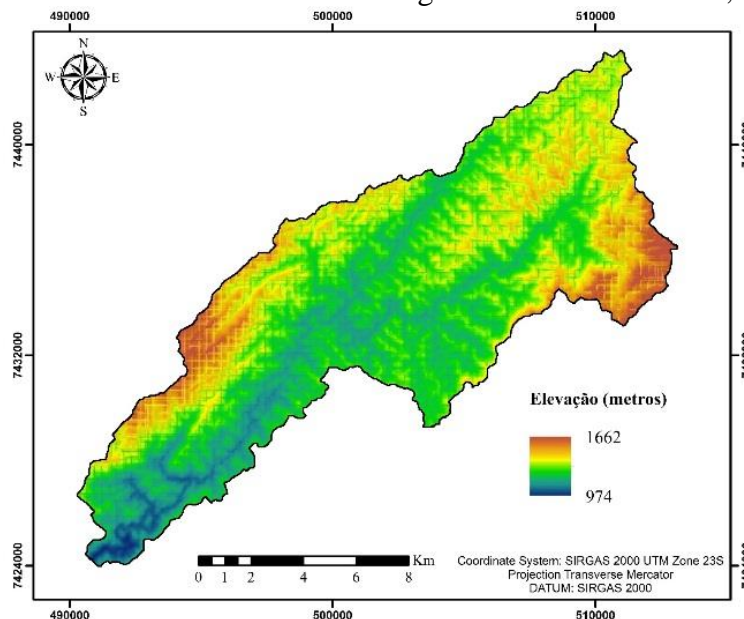 490000 500000 510000
N
W E
S
7440000
7432000
7424000
Elevação (metros)
1662
974
Km
0 1 2 4 6 8
Coordinate System: SIRGAS 2000 UTM Zone 23S
Projection Transverse Mercator
DATUM: SIRGAS 2000
490000 500000 510000